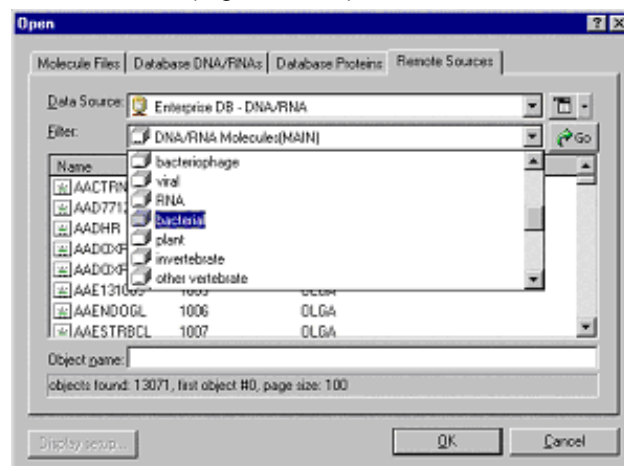 Open
Molecule Files Database DNA/RNAs Database Proteins Remote Sources
Data Source: Enterprise DB - DNA/RNA
Filter: DNA/RNA Molecules(MAIN) Go
Name
bacteriophage
AACTRN viral
AAD7712 RNA
AADHR bacterial
plant
invertebrate
other vertebrate
OLGA
AAENDOGL 1006 OLGA
AAESTRBCL 1007 OLGA
Object name:
objects found: 13071, first object #0, page size: 100
Display setup... OK Cancel